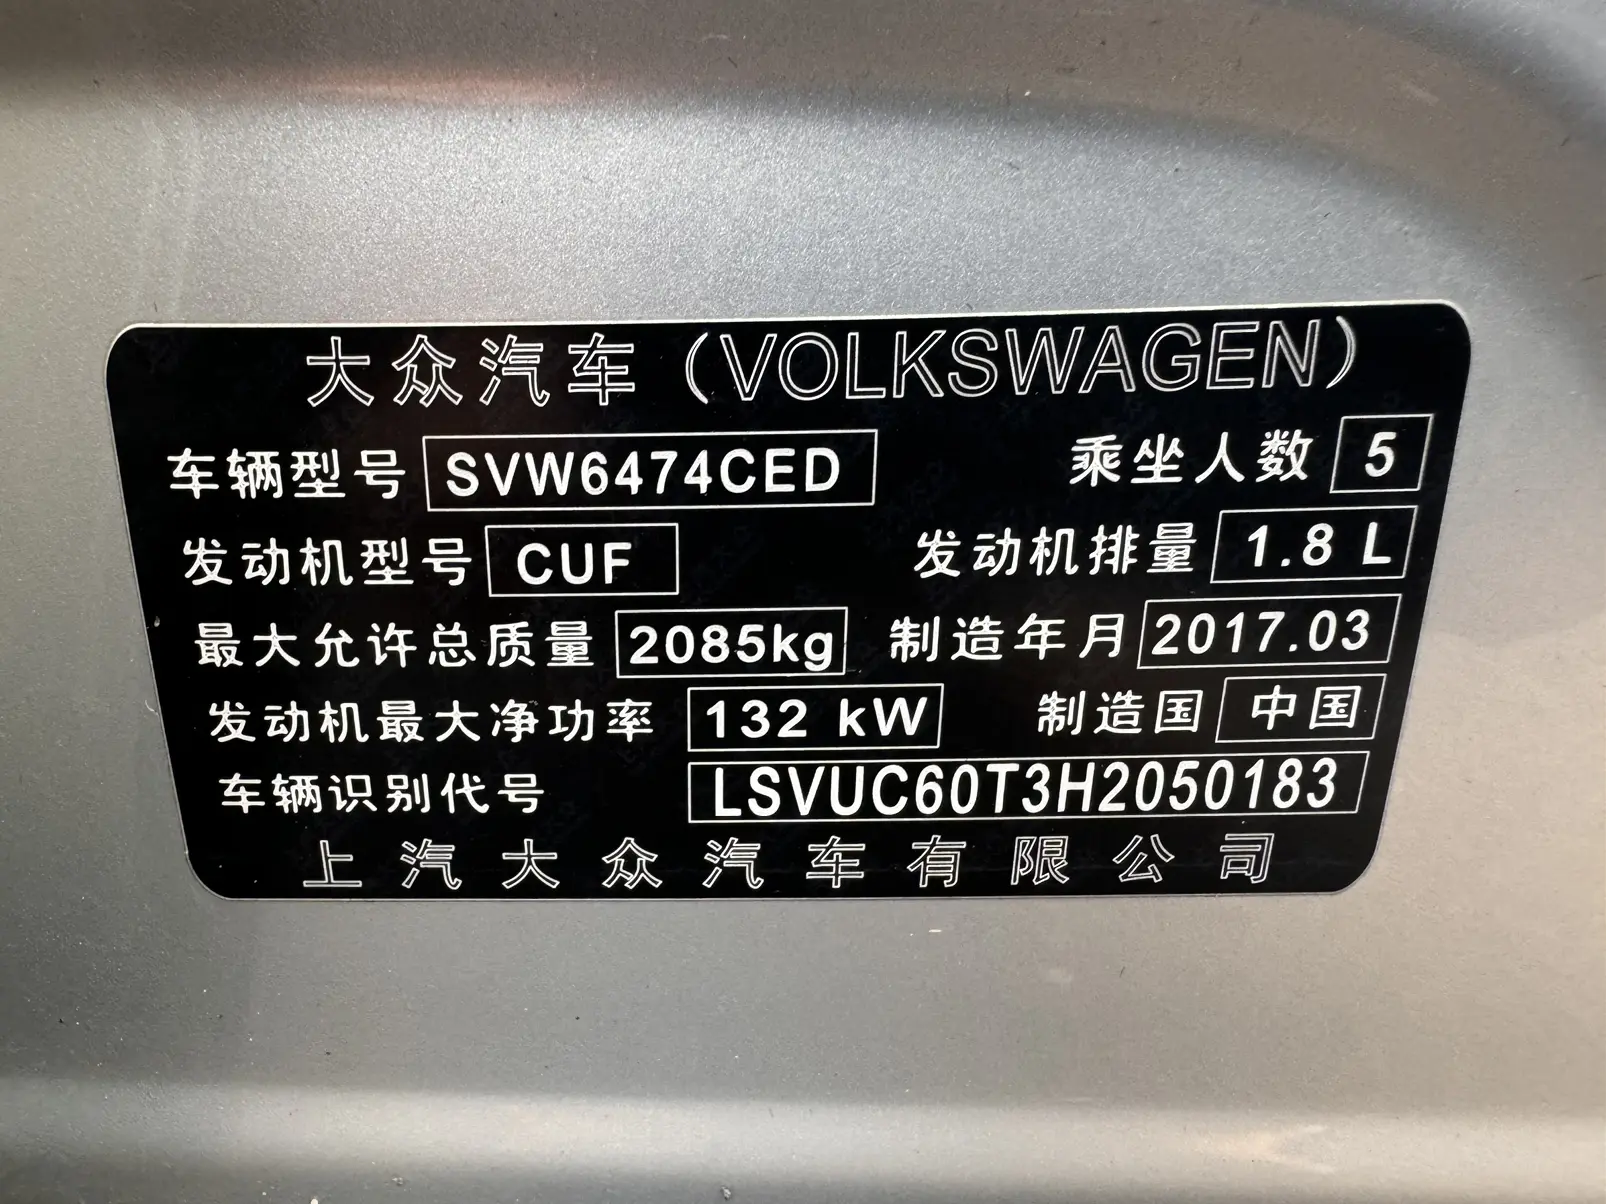 大众汽车（VOLKSWAGEN）
车辆型号 SVW6474CED 乘坐人数 5
发动机型号 CUF 发动机排量 1.8 L
最大允许总质量 2085kg 制造年月 2017.03
发动机最大净功率 132 kW 制造国 中国
车辆识别代号 LSVUC60T3H2050183
上汽大众汽车有限公司